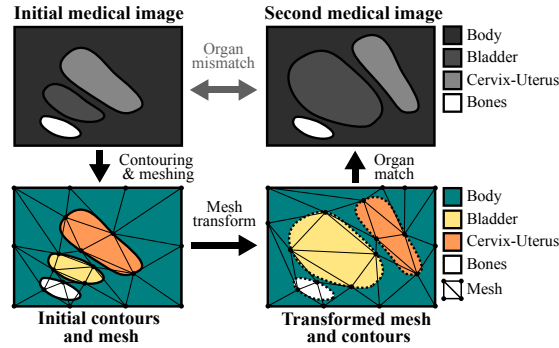 Initial medical image
Second medical image
Organ
mismatch
Body
Bladder
Cervix-Uterus
Bones
Contouring
& meshing
Organ
match
Mesh
transform
Body
Bladder
Cervix-Uterus
Bones
Mesh
Initial contours
and mesh
Transformed mesh
and contours